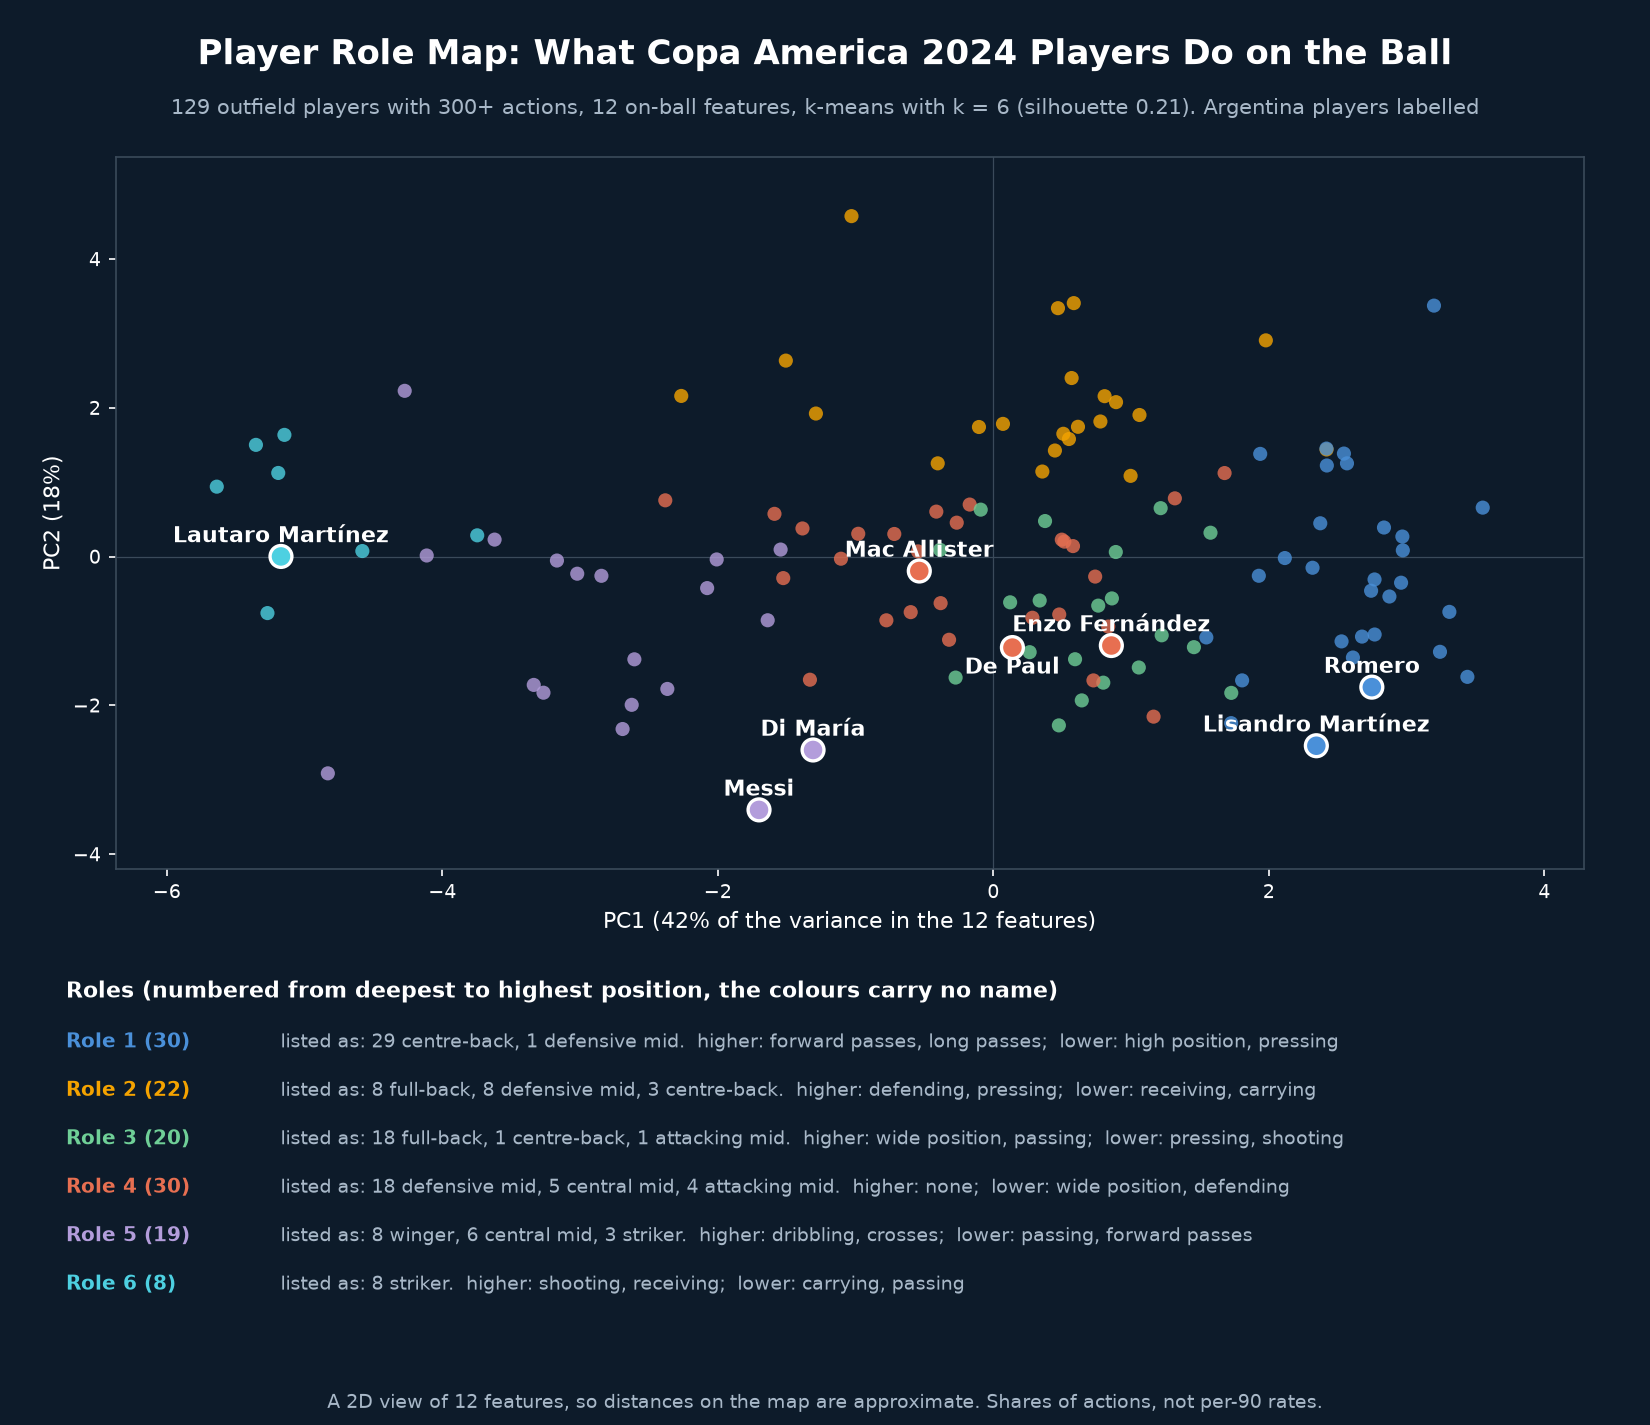 Player Role Map: What Copa America 2024 Players Do on the Ball
129 outfield players with 300+ actions, 12 on-ball features, k-means with k = 6 (silhouette 0.21). Argentina players labelled
PC2 (18%)
4
2
0
−2
−4
Lautaro Martínez
Mac Allister
Enzo Fernández
De Paul
Romero
Lisandro Martínez
Di María
Messi
−6
−4
−2
0
2
4
PC1 (42% of the variance in the 12 features)
Roles (numbered from deepest to highest position, the colours carry no name)
Role 1 (30) listed as: 29 centre-back, 1 defensive mid.  higher: forward passes, long passes;  lower: high position, pressing
Role 2 (22) listed as: 8 full-back, 8 defensive mid, 3 centre-back.  higher: defending, pressing;  lower: receiving, carrying
Role 3 (20) listed as: 18 full-back, 1 centre-back, 1 attacking mid.  higher: wide position, passing;  lower: pressing, shooting
Role 4 (30) listed as: 18 defensive mid, 5 central mid, 4 attacking mid.  higher: none;  lower: wide position, defending
Role 5 (19) listed as: 8 winger, 6 central mid, 3 striker.  higher: dribbling, crosses;  lower: passing, forward passes
Role 6 (8) listed as: 8 striker.  higher: shooting, receiving;  lower: carrying, passing
A 2D view of 12 features, so distances on the map are approximate. Shares of actions, not per-90 rates.